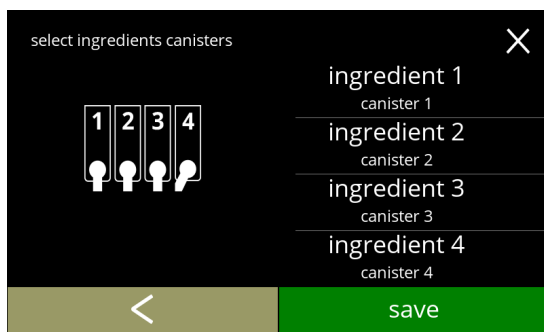 select ingredients canisters
1 2 3 4
ingredient 1
canister 1
ingredient 2
canister 2
ingredient 3
canister 3
ingredient 4
canister 4
save